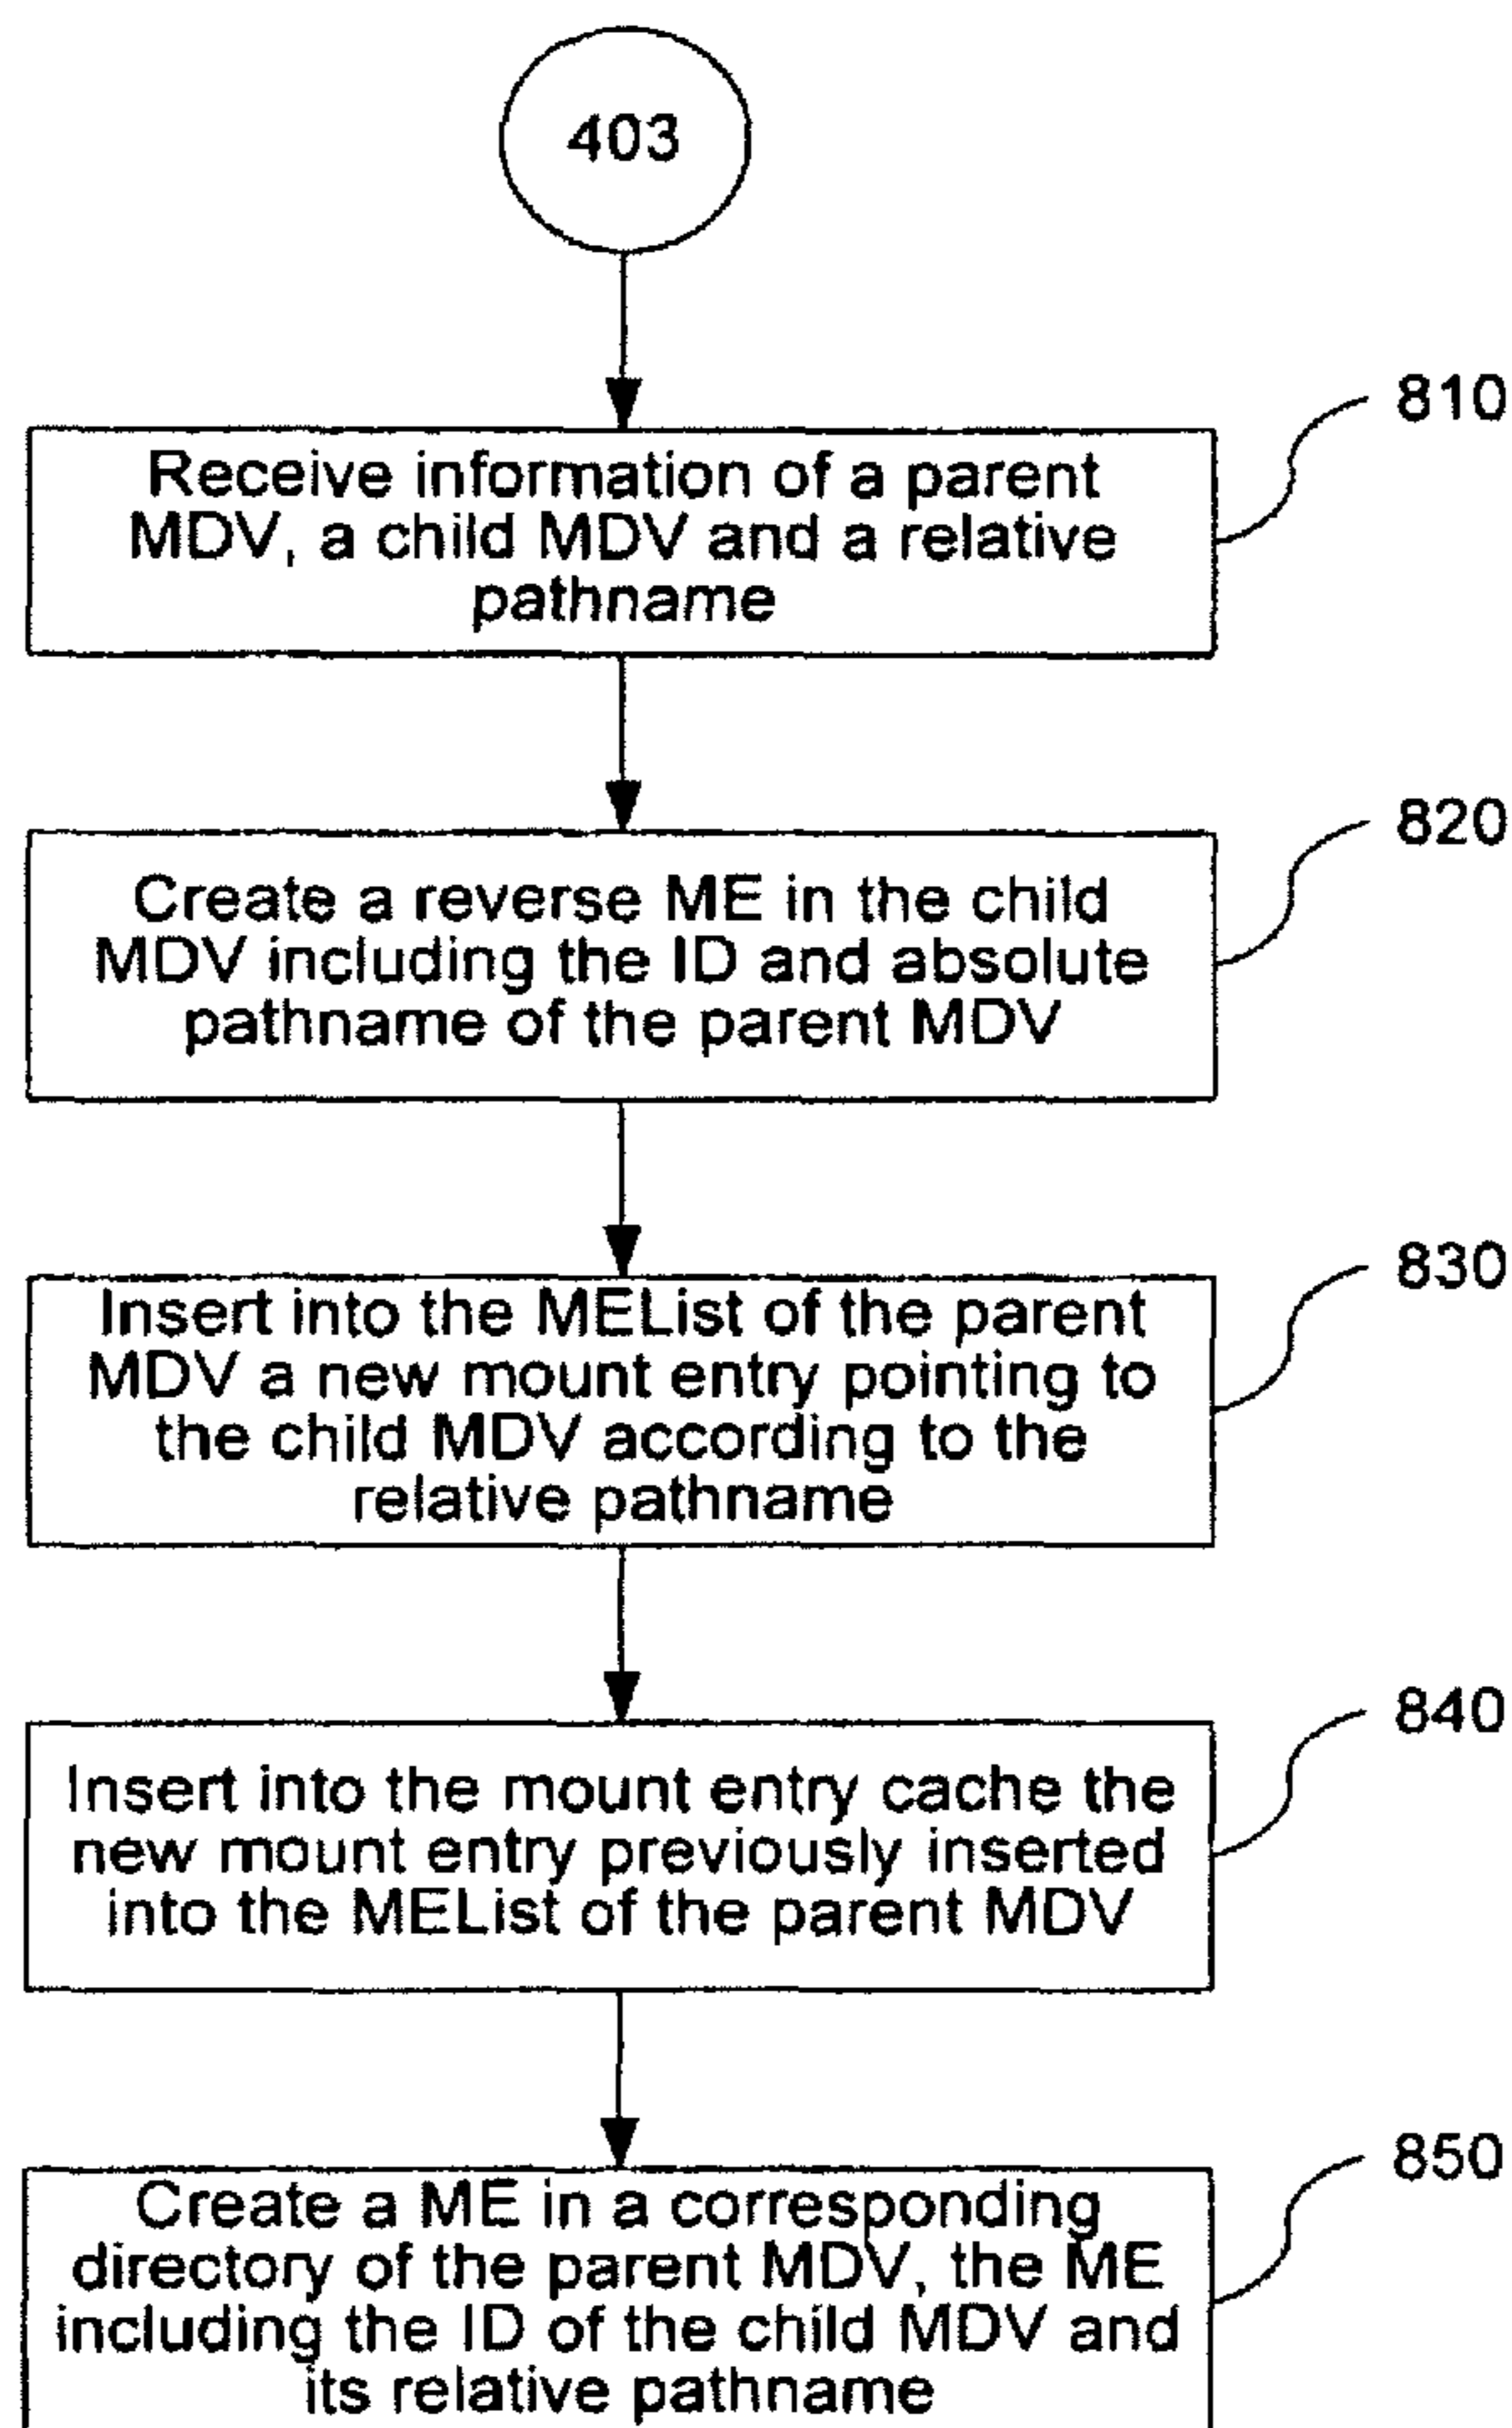 403
810
Receive information of a parent
MDV, a child MDV and a relative
pathname
820
Create a reverse ME in the child
MDV including the ID and absolute
pathname of the parent MDV
830
Insert into the MEList of the parent
MDV a new mount entry pointing to
the child MDV according to the
relative pathname
840
Insert into the mount entry cache the
new mount entry previously inserted
into the MEList of the parent MDV
850
Create a ME in a corresponding
directory of the parent MDV, the ME
including the ID of the child MDV and
its relative pathname